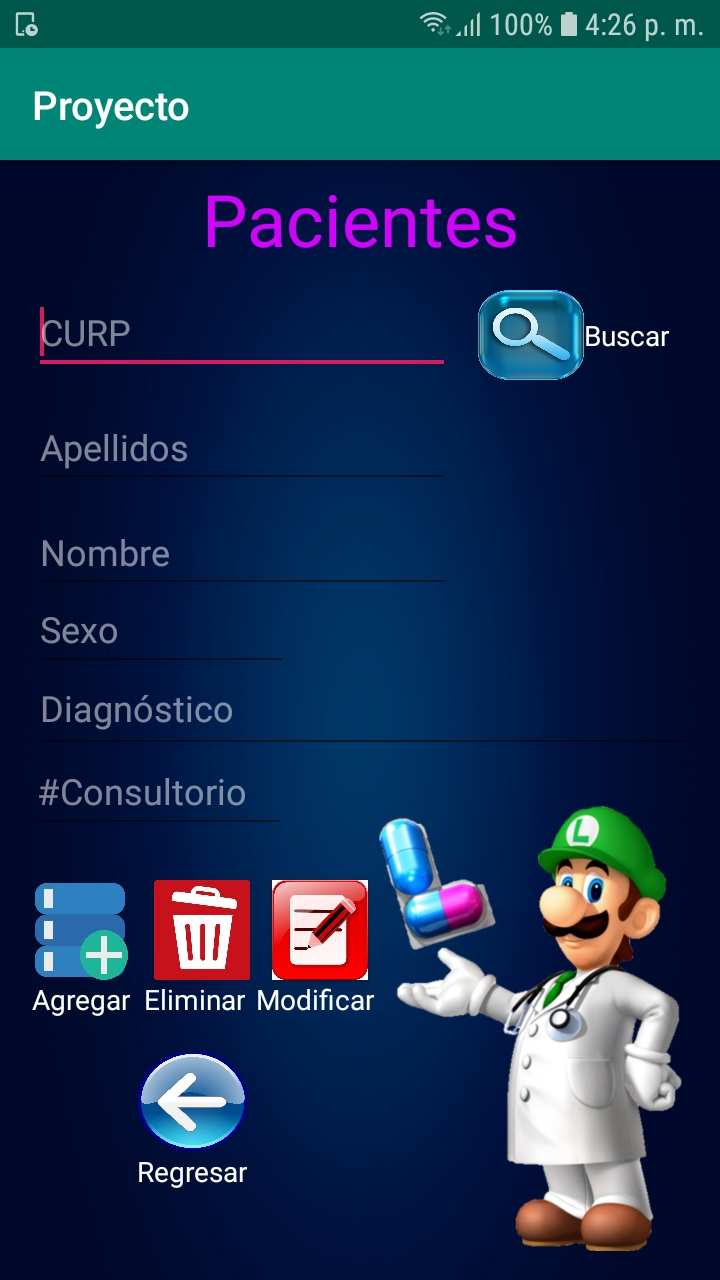 100% 4:26 p. m.
Proyecto
Pacientes
CURP
Buscar
Apellidos
Nombre
Sexo
Diagnóstico
#Consultorio
L
Agregar Eliminar Modificar
Regresar